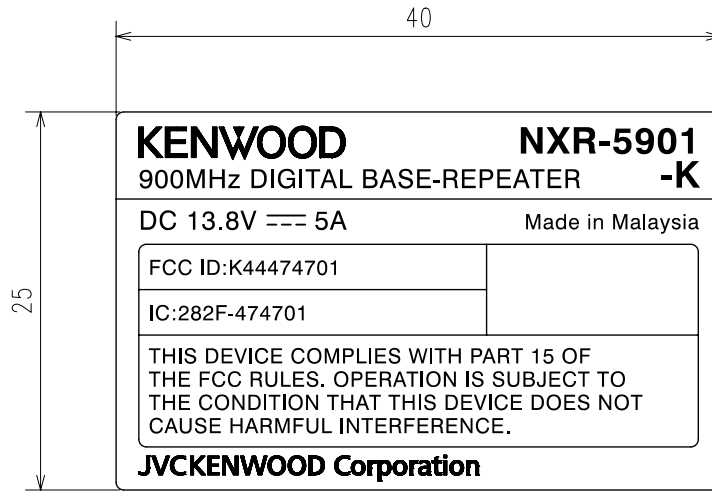 40
25
KENWOOD NXR-5901
900MHz DIGITAL BASE-REPEATER -K
DC 13.8V ⎓ 5A Made in Malaysia
FCC ID:K44474701
IC:282F-474701
THIS DEVICE COMPLIES WITH PART 15 OF
THE FCC RULES. OPERATION IS SUBJECT TO
THE CONDITION THAT THIS DEVICE DOES NOT
CAUSE HARMFUL INTERFERENCE.
JVCKENWOOD Corporation